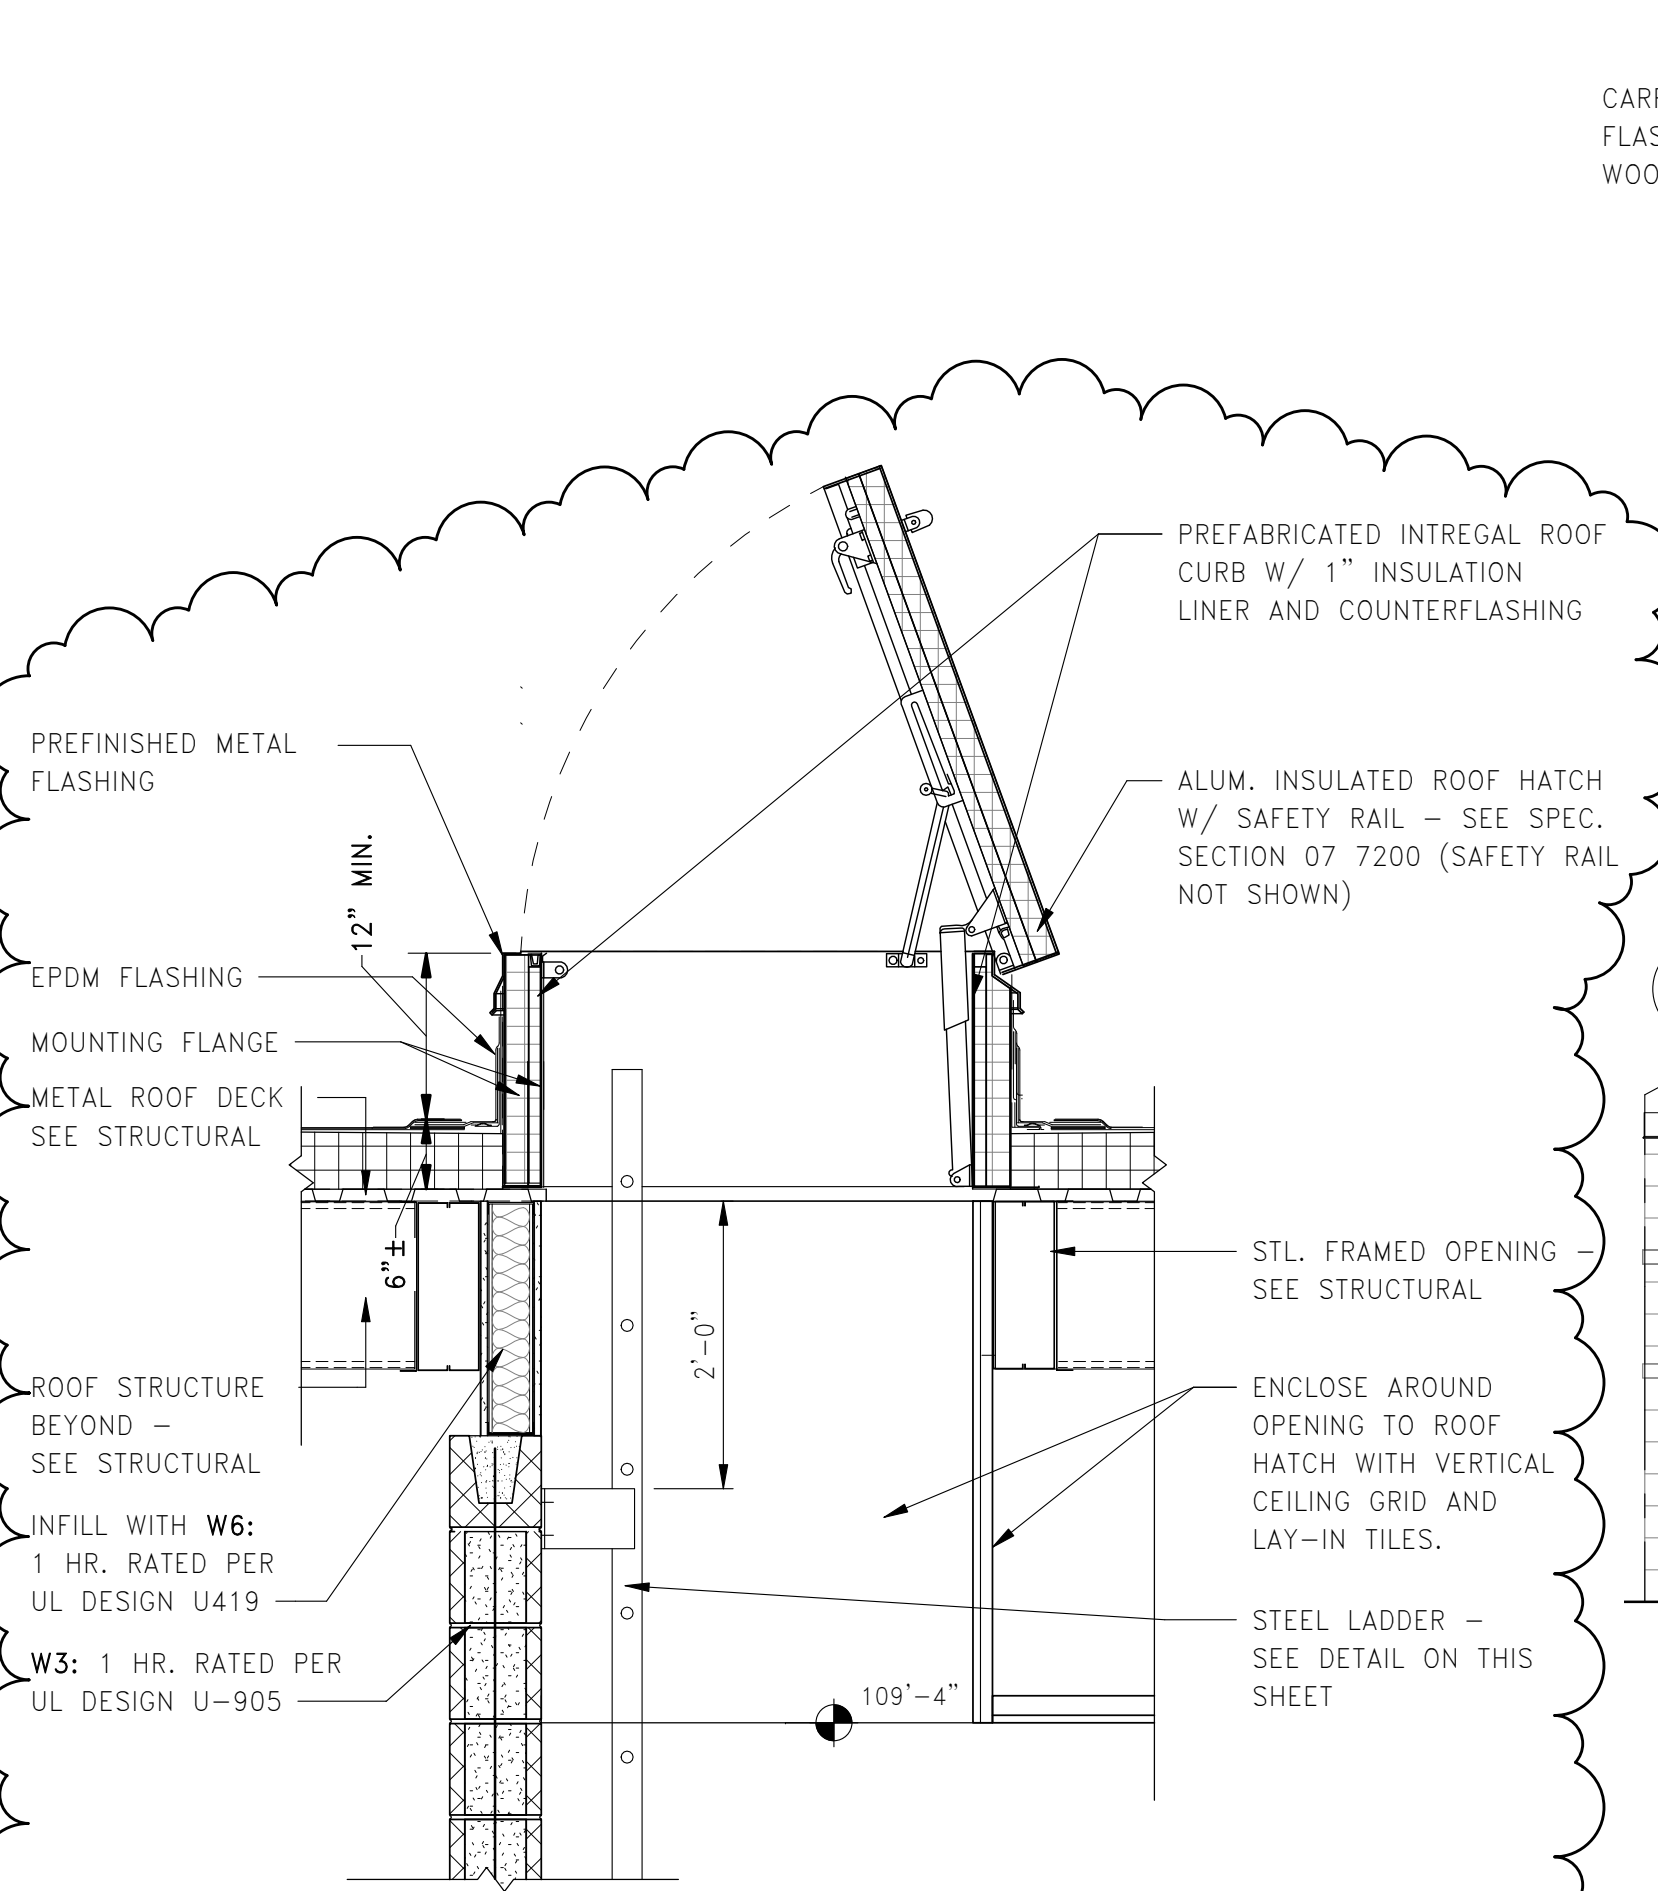 PREFABRICATED INTREGAL ROOF
CURB W/ 1" INSULATION
LINER AND COUNTERFLASHING
PREFINISHED METAL
FLASHING
ALUM. INSULATED ROOF HATCH
W/ SAFETY RAIL – SEE SPEC.
SECTION 07 7200 (SAFETY RAIL
NOT SHOWN)
12" MIN.
EPDM FLASHING
MOUNTING FLANGE
METAL ROOF DECK
SEE STRUCTURAL
6"±
2'-0"
STL. FRAMED OPENING –
SEE STRUCTURAL
ROOF STRUCTURE
BEYOND –
SEE STRUCTURAL
ENCLOSE AROUND
OPENING TO ROOF
HATCH WITH VERTICAL
CEILING GRID AND
LAY-IN TILES.
INFILL WITH W6:
1 HR. RATED PER
UL DESIGN U419
STEEL LADDER –
SEE DETAIL ON THIS
SHEET
W3: 1 HR. RATED PER
UL DESIGN U-905
109'-4"